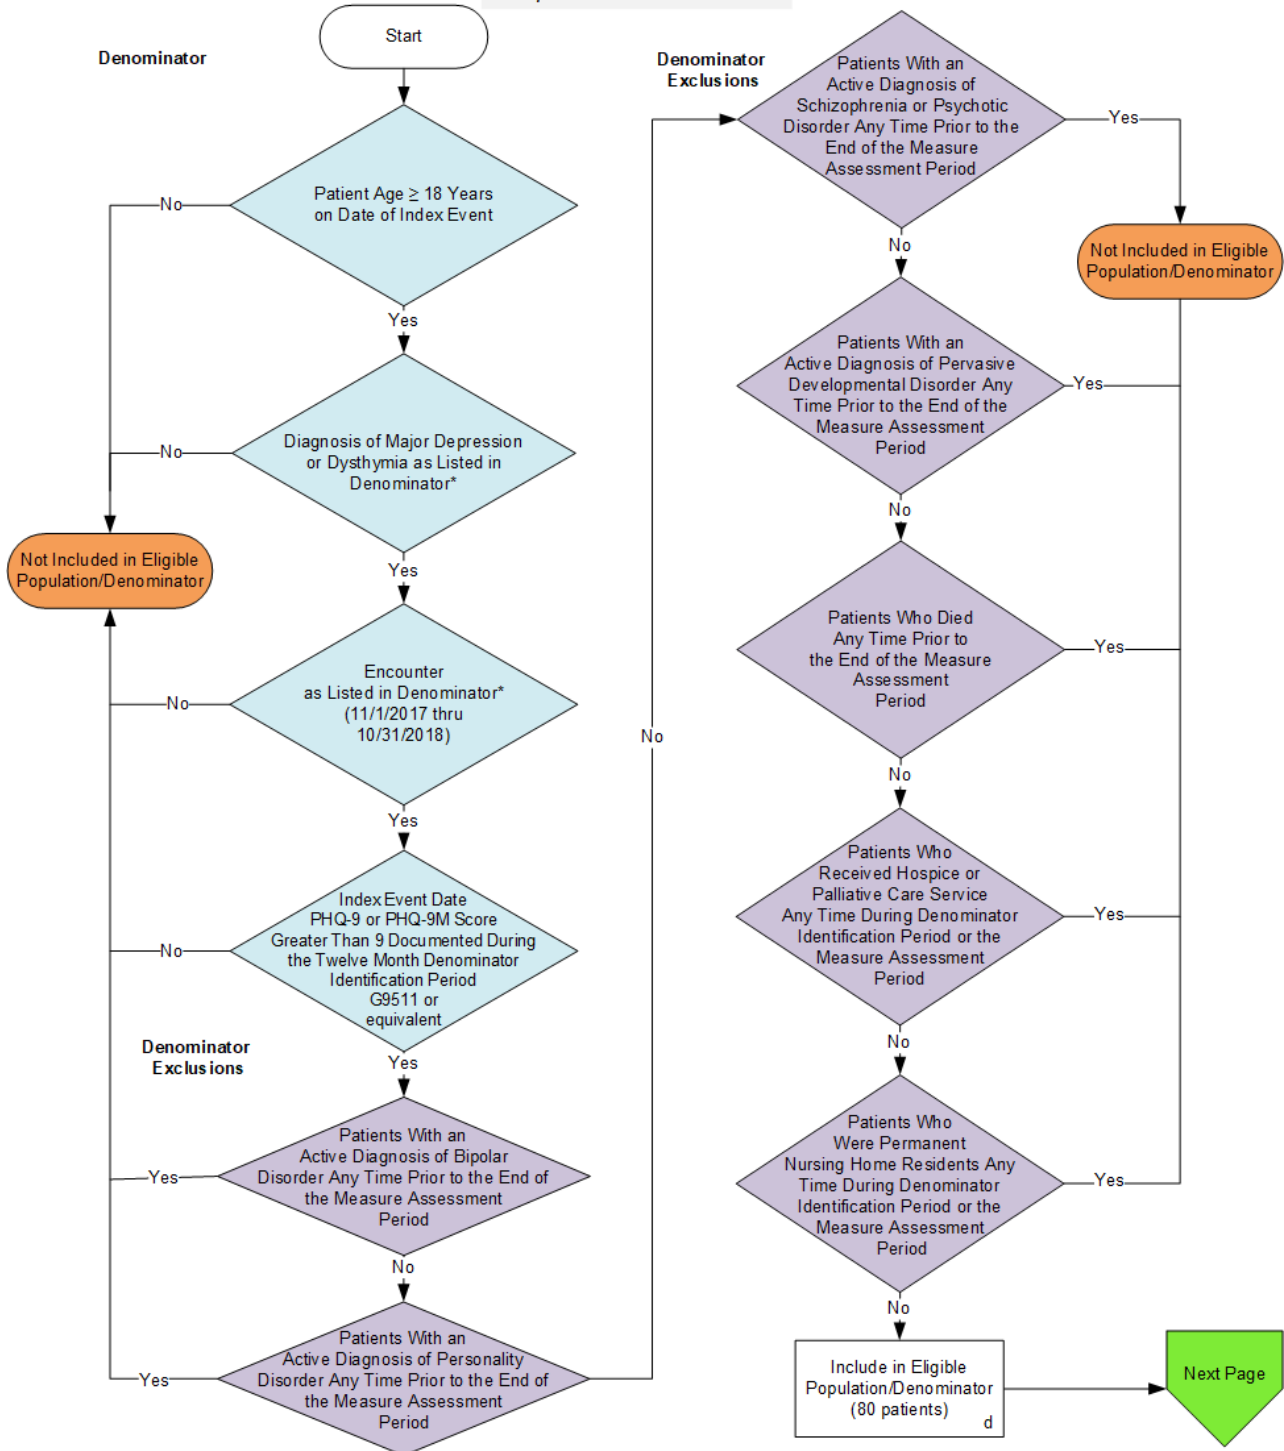 Start
Denominator
Patient Age ≥ 18 Years
on Date of Index Event
No
Yes
Diagnosis of Major Depression
or Dysthymia as Listed in
Denominator*
No
Yes
Not Included in Eligible
Population/Denominator
Encounter
as Listed in Denominator*
(11/1/2017 thru
10/31/2018)
No
Yes
Index Event Date
PHQ-9 or PHQ-9M Score
Greater Than 9 Documented During
the Twelve Month Denominator
Identification Period
G9511 or
equivalent
No
Yes
Denominator
Exclusions
Patients With an
Active Diagnosis of Bipolar
Disorder Any Time Prior to the End of
the Measure Assessment
Period
Yes
No
Patients With an
Active Diagnosis of Personality
Disorder Any Time Prior to the End of
the Measure Assessment
Period
Yes
No
Denominator
Exclusions
Patients With an
Active Diagnosis of
Schizophrenia or Psychotic
Disorder Any Time Prior to the
End of the Measure
Assessment Period
Yes
No
Not Included in Eligible
Population/Denominator
Patients With an
Active Diagnosis of Pervasive
Developmental Disorder Any
Time Prior to the End of the
Measure Assessment
Period
Yes
No
Patients Who Died
Any Time Prior to
the End of the Measure
Assessment
Period
Yes
No
Patients Who
Received Hospice or
Palliative Care Service
Any Time During Denominator
Identification Period or the
Measure Assessment
Period
Yes
No
Patients Who
Were Permanent
Nursing Home Residents Any
Time During Denominator
Identification Period or the
Measure Assessment
Period
Yes
No
Include in Eligible
Population/Denominator
(80 patients)
d
Next Page